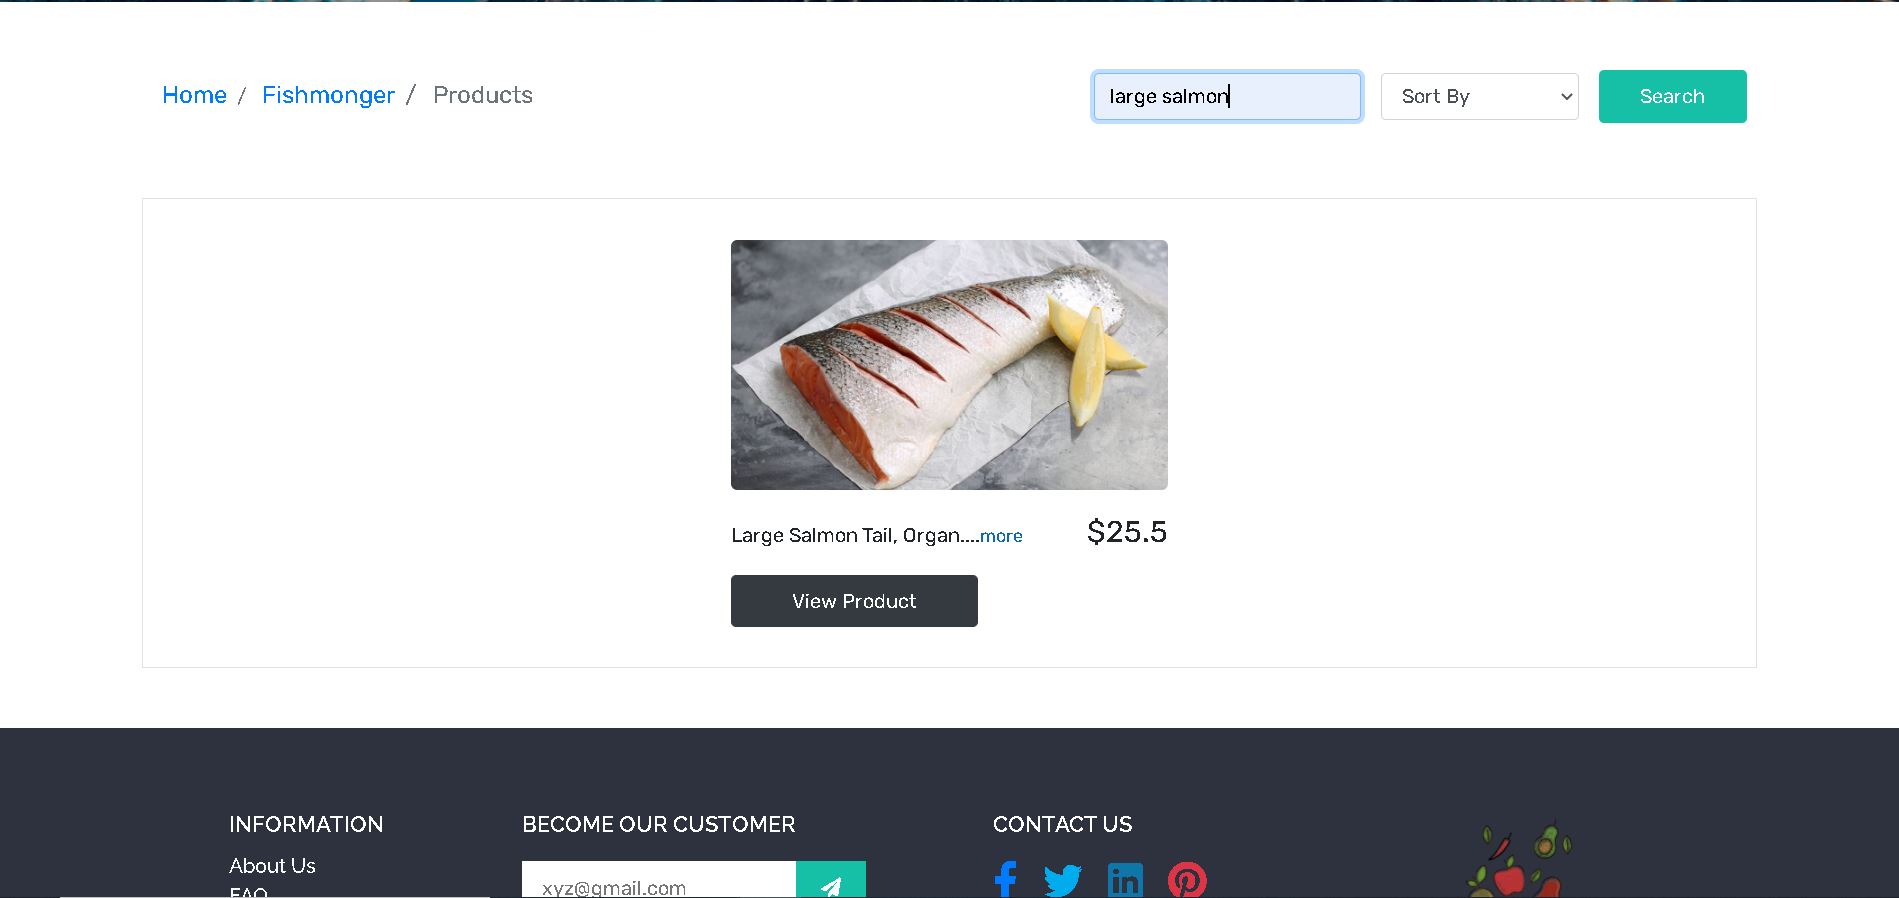 Home / Fishmonger / Products
large salmon
Sort By
Search
Large Salmon Tail, Organ....more
$25.5
View Product
INFORMATION
About Us
FAQ
BECOME OUR CUSTOMER
xyz@gmail.com
CONTACT US